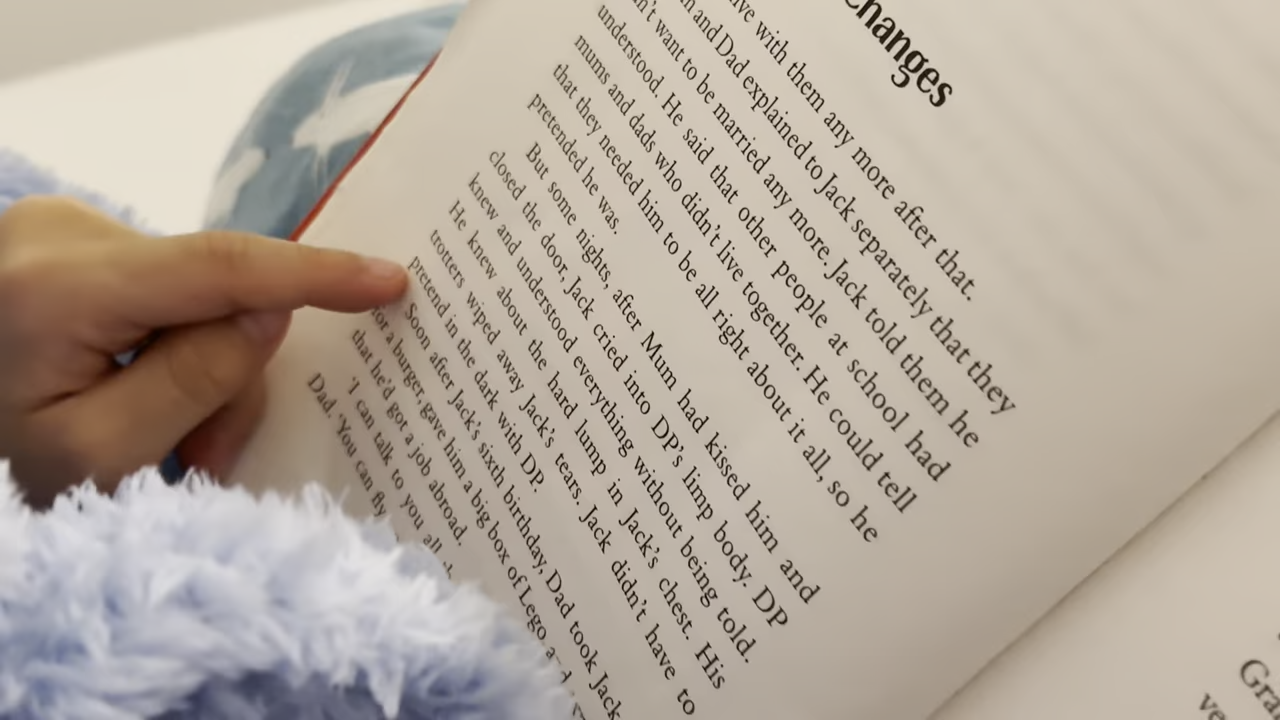 changes
live with them any more after that.
and Dad explained to Jack separately that they
n't want to be married any more. Jack told them he
understood. He said that other people at school had
mums and dads who didn't live together. He could tell
that they needed him to be all right about it all, so he
pretended he was.
But some nights, after Mum had kissed him and
closed the door, Jack cried into DP's limp body. DP
knew and understood everything without being told.
He knew about the hard lump in Jack's chest. His
trotters wiped away Jack's tears. Jack didn't have to
pretend in the dark with DP.
Soon after Jack's sixth birthday, Dad took Jack
for a burger, gave him a big box of Lego and
that he'd got a job abroad.
'I can talk to you all
Dad. 'You can fly
Gra
ve